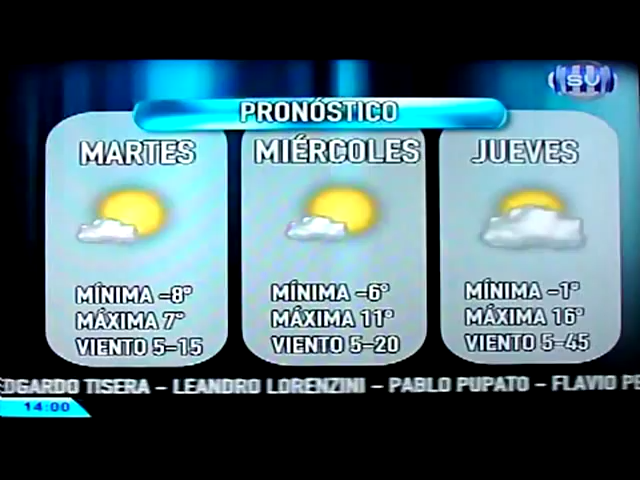 SV
PRONÓSTICO
MARTES
MÍNIMA -8°
MÁXIMA 7°
VIENTO 5-15
MIÉRCOLES
MÍNIMA -6°
MÁXIMA 11°
VIENTO 5-20
JUEVES
MÍNIMA -1°
MÁXIMA 16°
VIENTO 5-45
EDGARDO TISERA - LEANDRO LORENZINI - PABLO PUPATO - FLAVIO
14:00